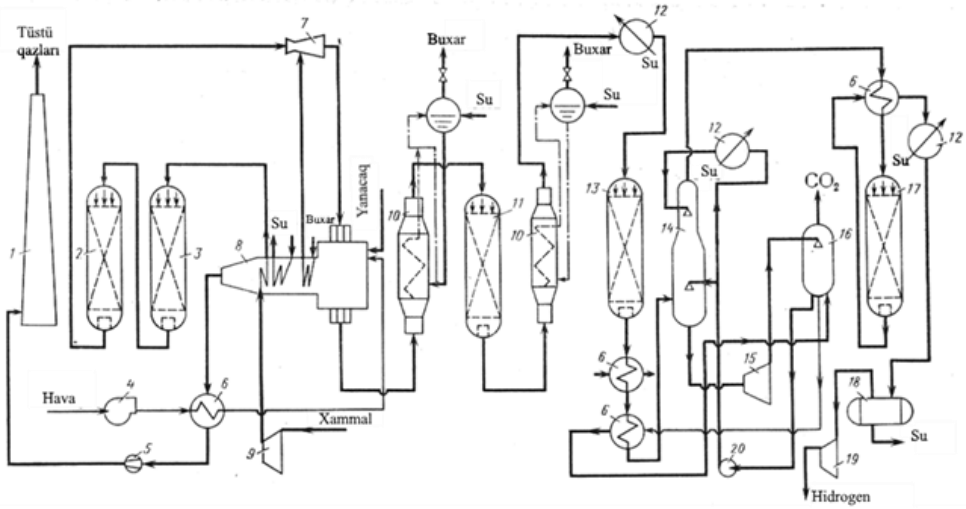 Tüstü
qazları
7
12
Buxar
Buxar
Su
Su
Su
6
12
12
Su
Su
CO₂
1
2
3
8
Su
Buxar
Yanacaq
10
11
10
13
14
16
17
15
6
6
18
Su
Hava
4
6
5
9
Xammal
20
19
Hidrogen